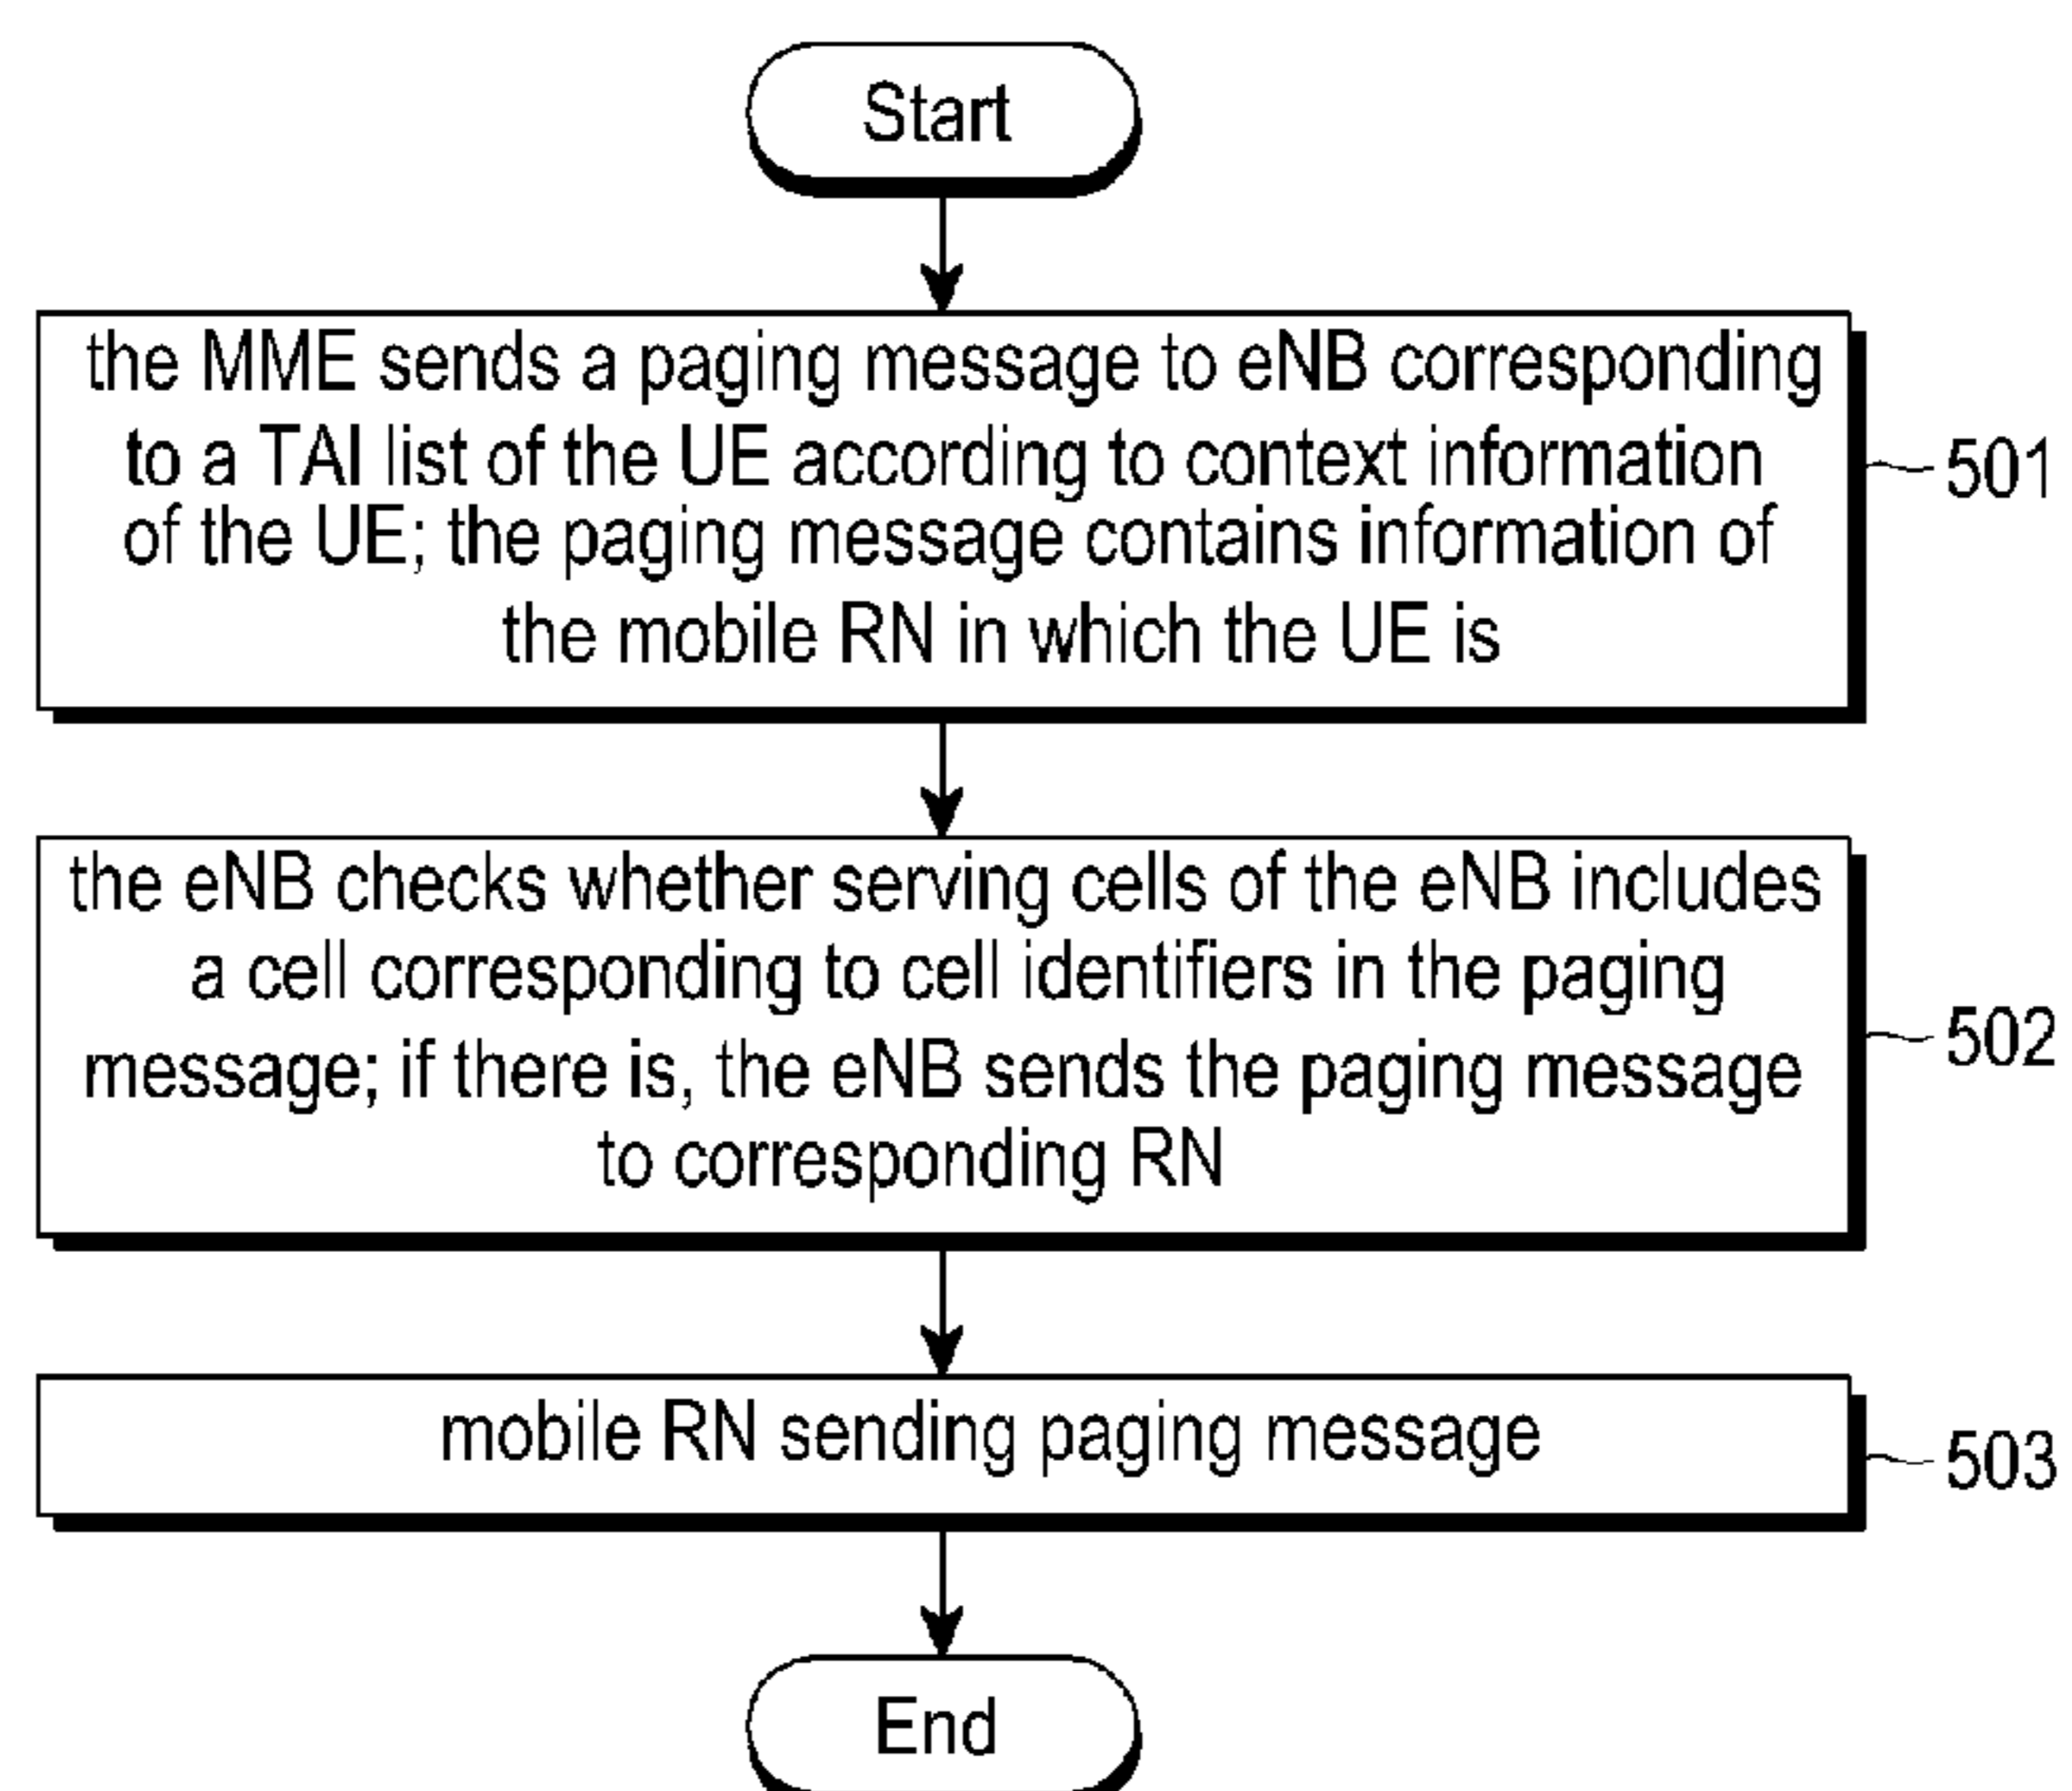 Start
the MME sends a paging message to eNB corresponding
to a TAI list of the UE according to context information
of the UE; the paging message contains information of
the mobile RN in which the UE is
501
the eNB checks whether serving cells of the eNB includes
a cell corresponding to cell identifiers in the paging
message; if there is, the eNB sends the paging message
to corresponding RN
502
mobile RN sending paging message
503
End